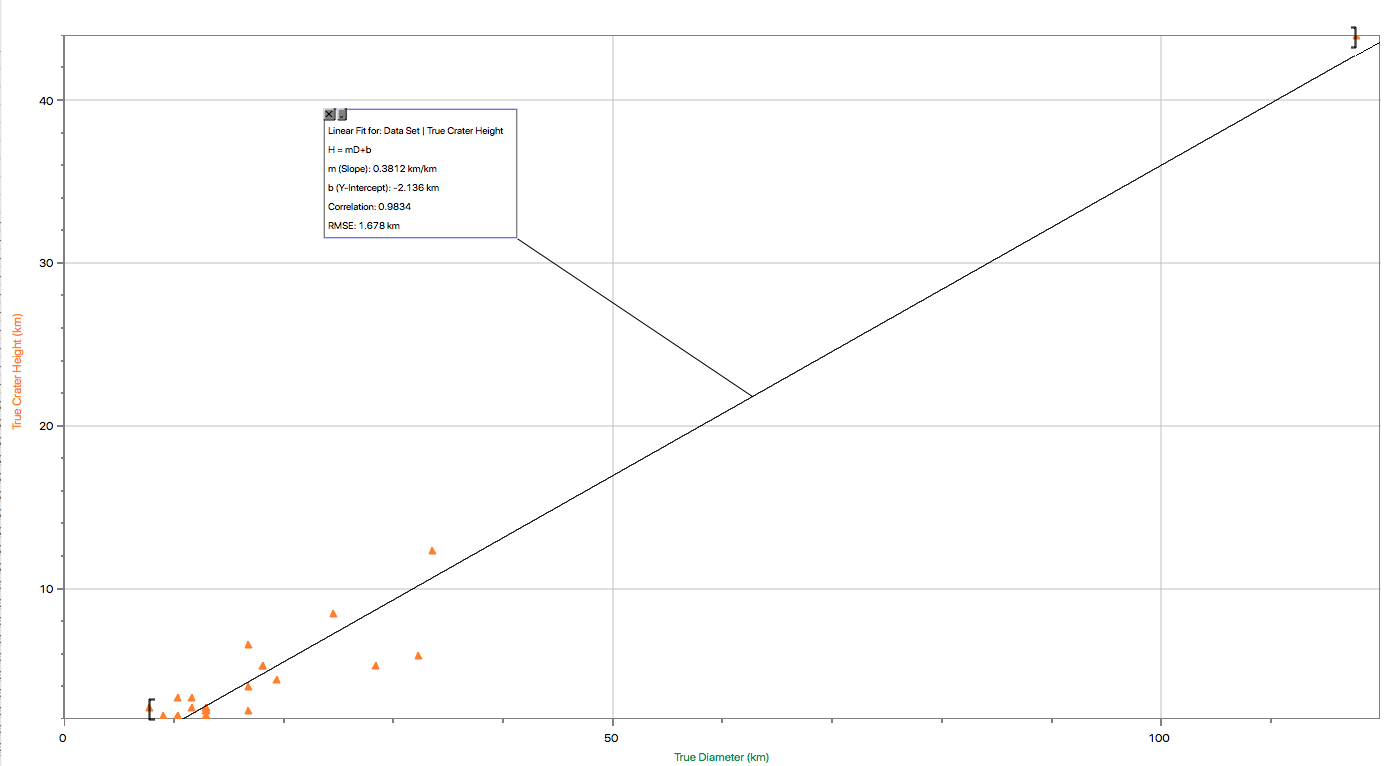 40
30
20
10
0
50
100
True Crater Height (km)
True Diameter (km)
Linear Fit for: Data Set | True Crater Height
H = mD+b
m (Slope): 0.3812 km/km
b (Y-Intercept): -2.136 km
Correlation: 0.9834
RMSE: 1.678 km